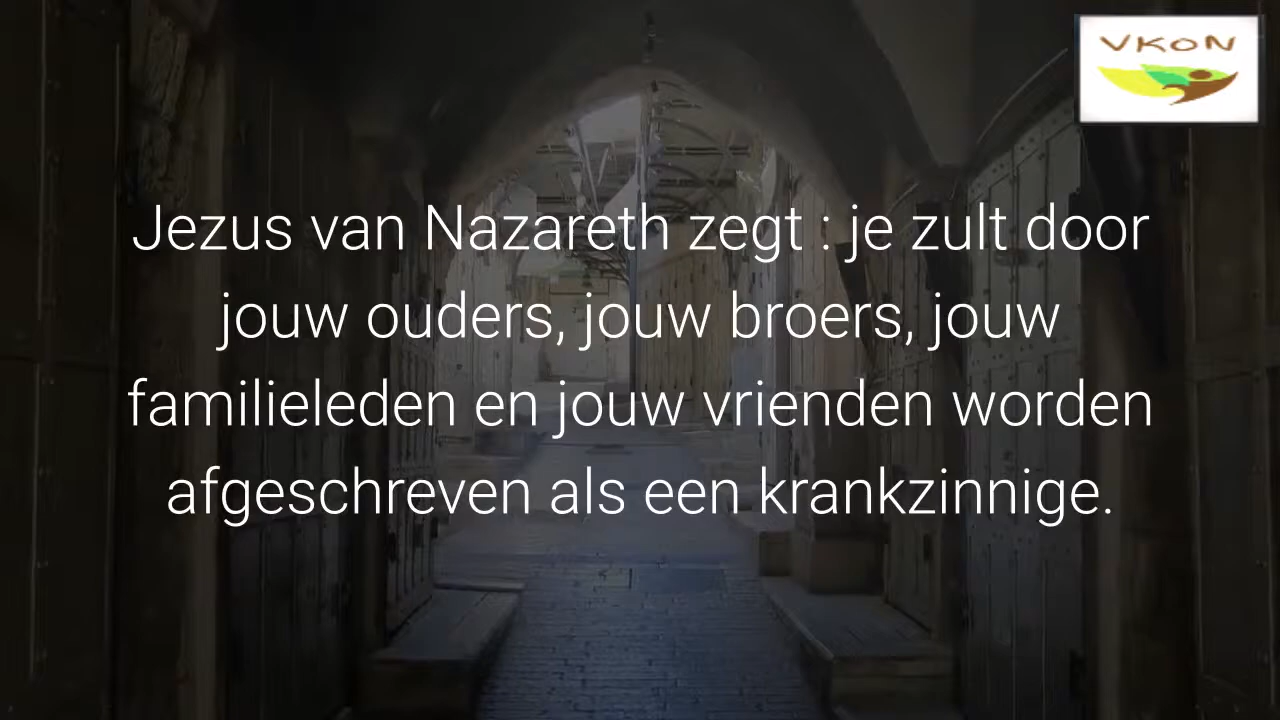 VKON
Jezus van Nazareth zegt : je zult door
jouw ouders, jouw broers, jouw
familieleden en jouw vrienden worden
afgeschreven als een krankzinnige.